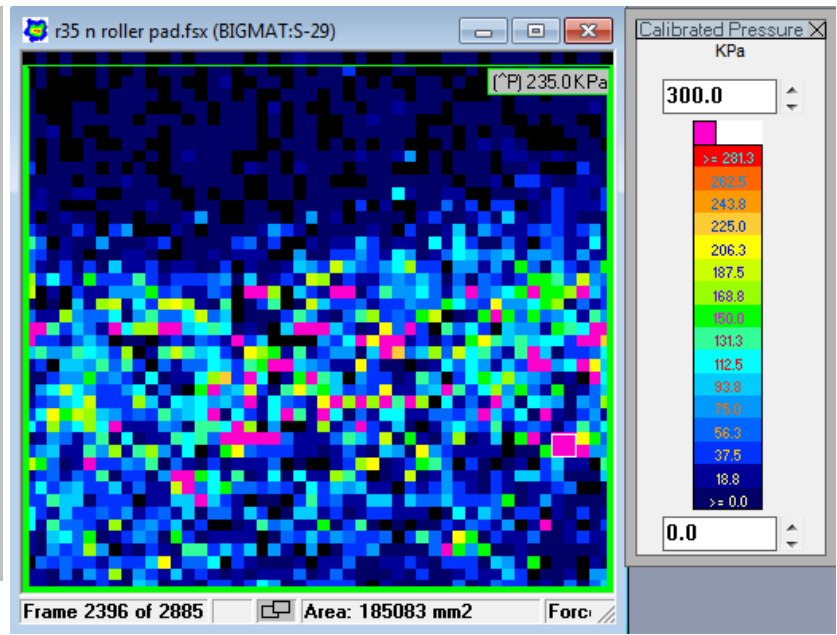 r35 n roller pad.fsx (BIGMAT:S-29)
(^P) 235.0KPa
Frame 2396 of 2885
Area: 185083 mm2
Forc
Calibrated Pressure
KPa
300.0
>= 281.3
262.5
243.8
225.0
206.3
187.5
168.8
150.0
131.3
112.5
93.8
75.0
56.3
37.5
18.8
>= 0.0
0.0